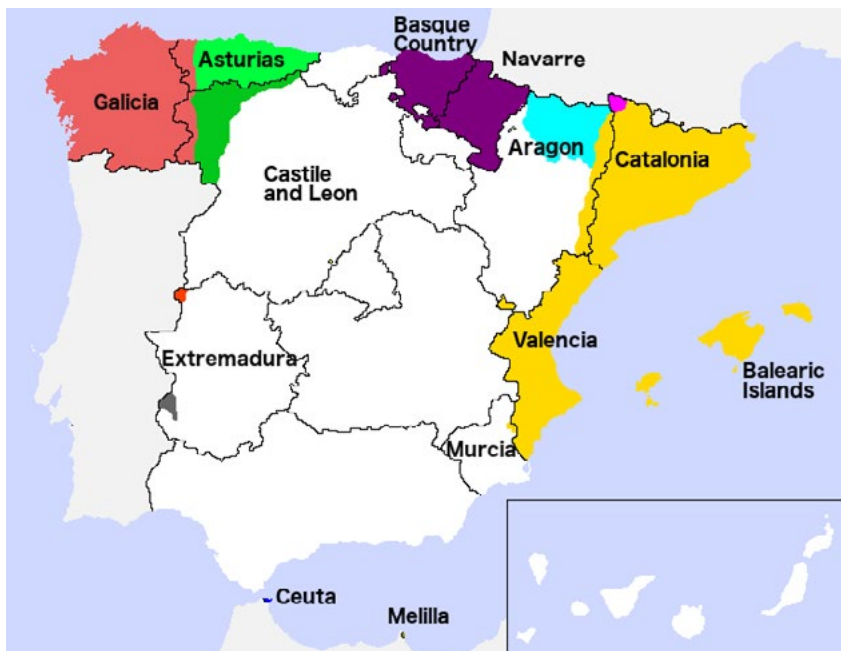 Basque
Country
Navarre
Asturias
Galicia
Aragon
Catalonia
Castile
and Leon
Valencia
Extremadura
Balearic
Islands
Murcia
Ceuta
Melilla